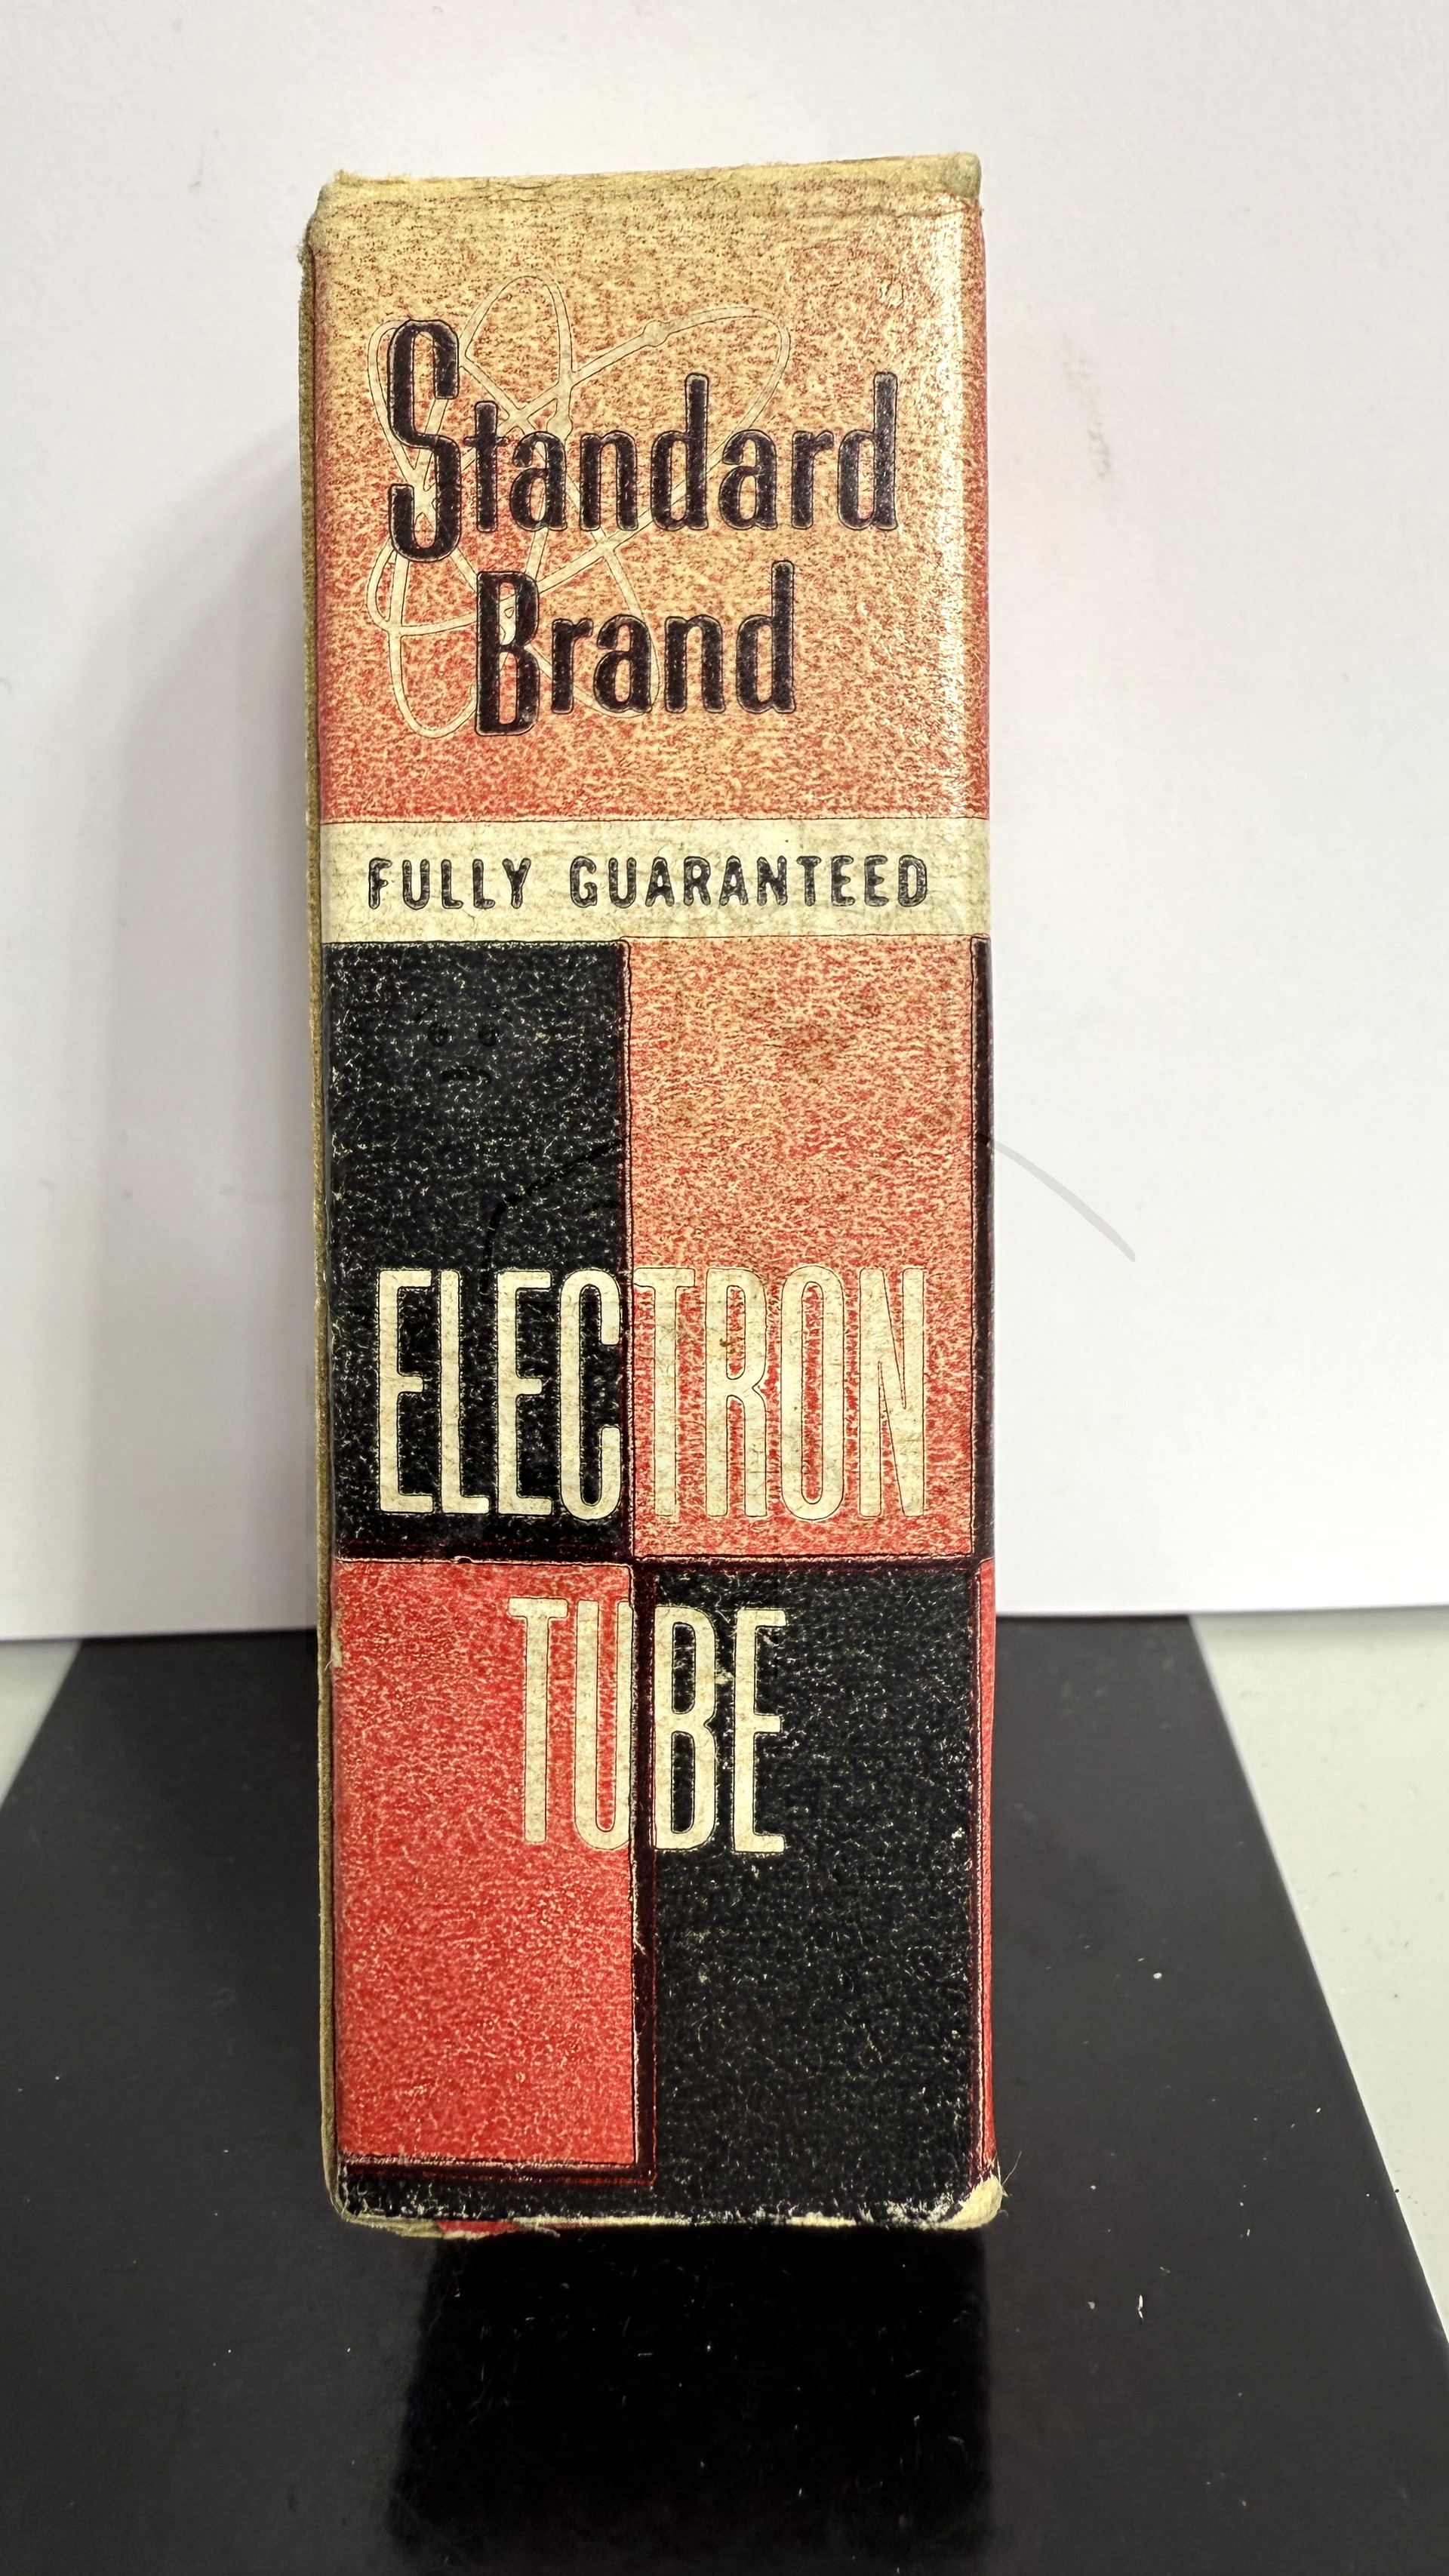 Standard
Brand
FULLY GUARANTEED
ELECTRON
TUBE